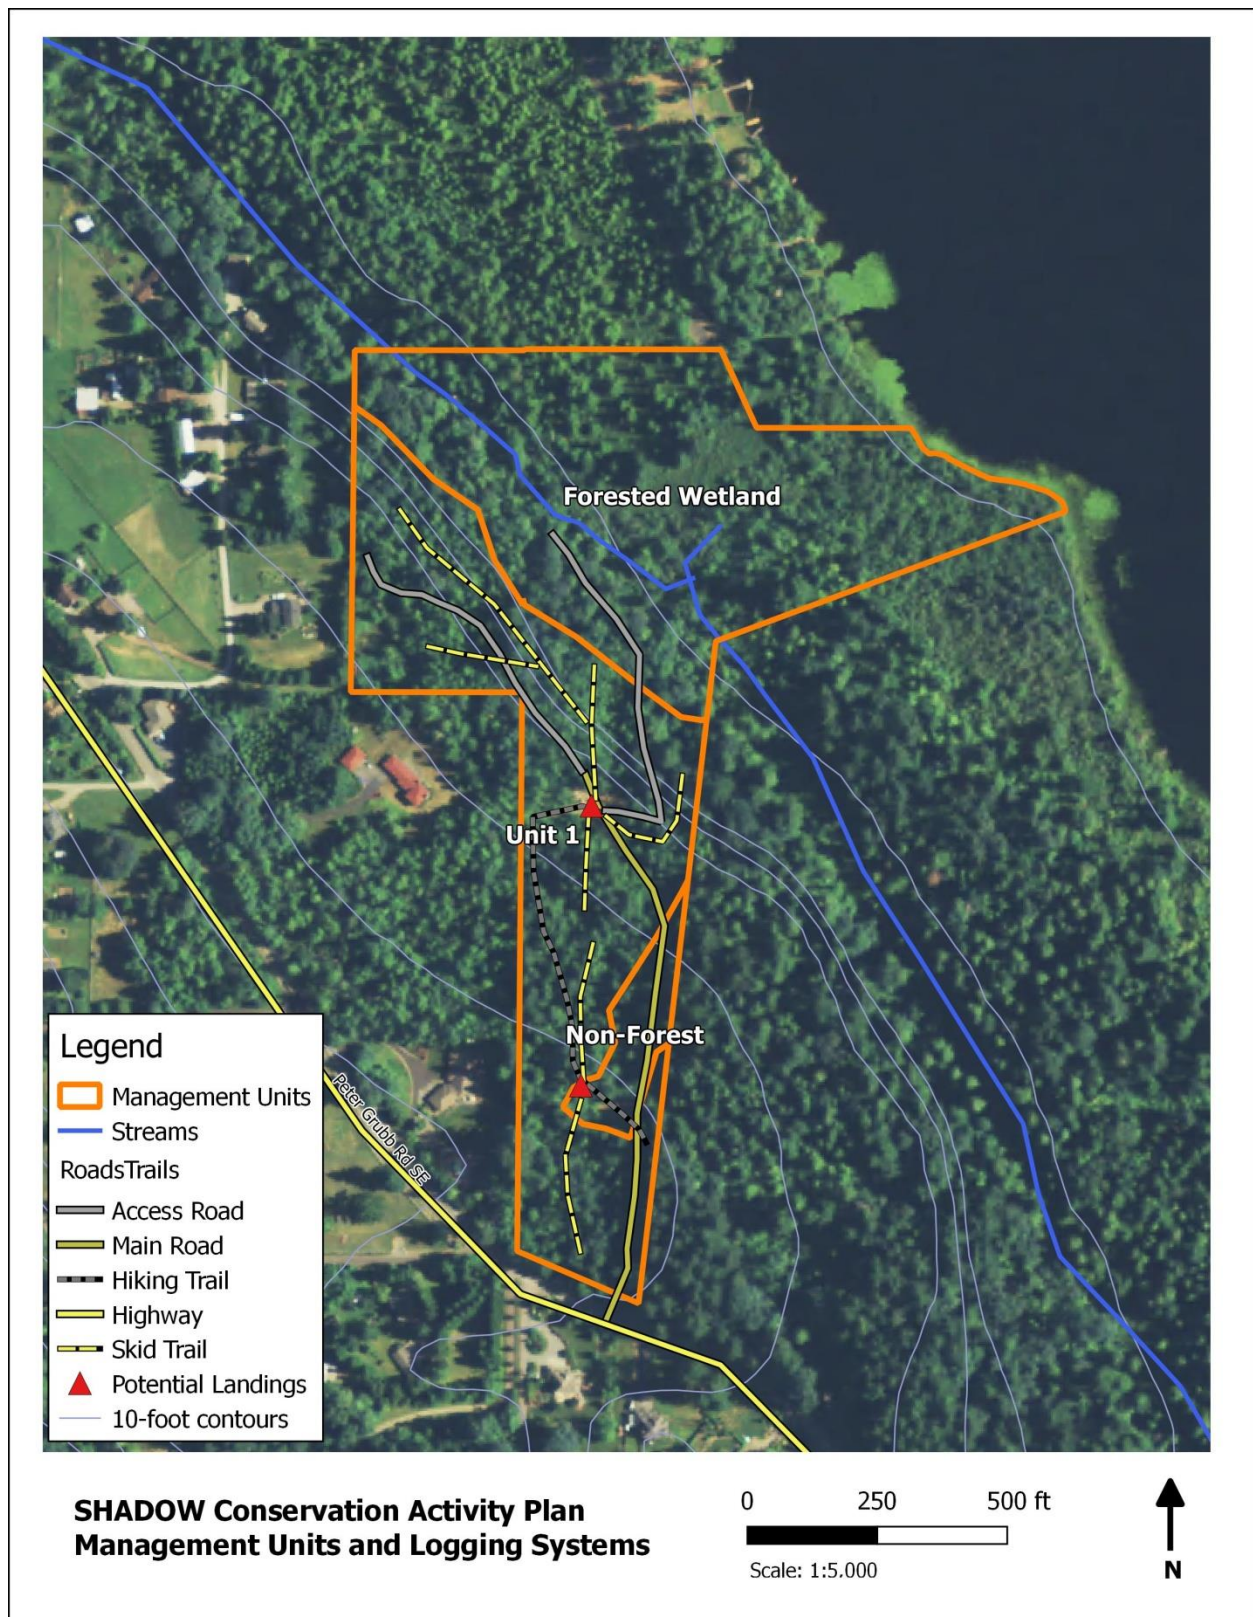 Forested Wetland
Unit 1
Non-Forest
Peter Grubb Rd SE
Legend
Management Units
Streams
RoadsTrails
Access Road
Main Road
Hiking Trail
Highway
Skid Trail
Potential Landings
10-foot contours
SHADOW Conservation Activity Plan
Management Units and Logging Systems
0 250 500 ft
Scale: 1:5,000
N